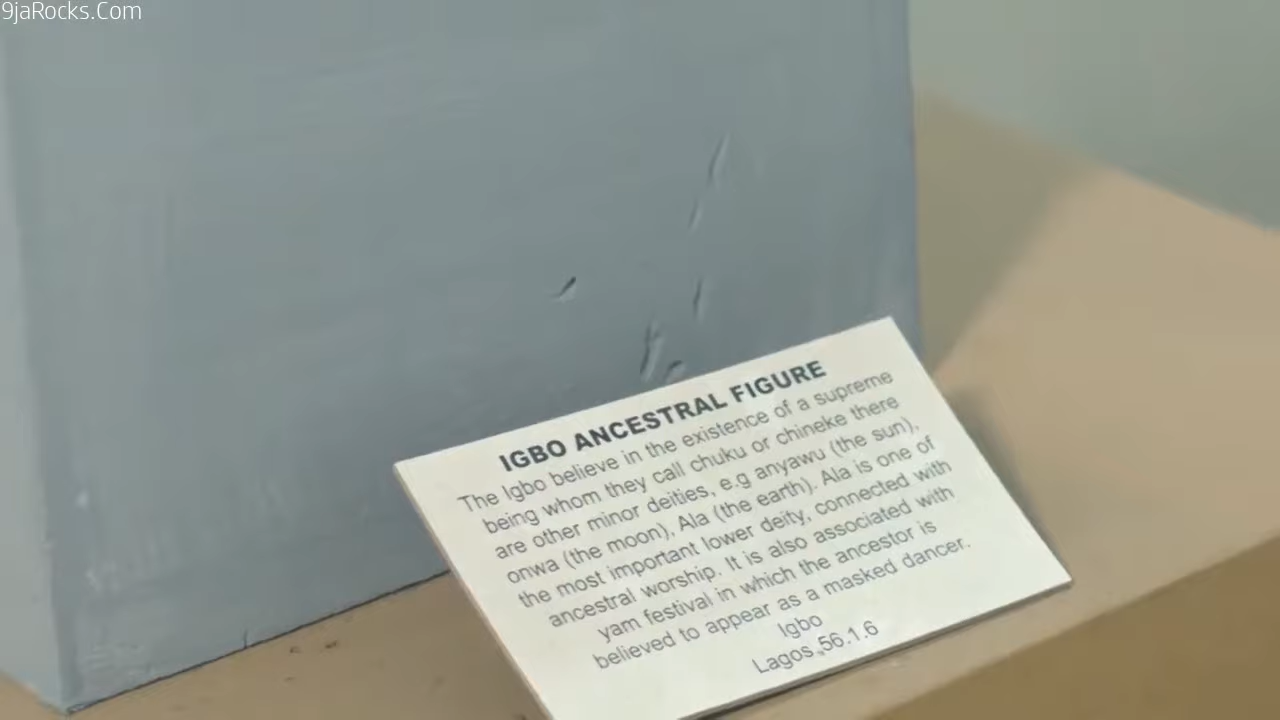 9jaRocks.Com
IGBO ANCESTRAL FIGURE
The Igbo believe in the existence of a supreme
being whom they call chuku or chineke there
are other minor deities, e.g anyawu (the sun),
onwa (the moon), Ala (the earth). Ala is one of
the most important lower deity, connected with
ancestral worship. It is also associated with
yam festival in which the ancestor is
believed to appear as a masked dancer.
Igbo
Lagos 56.1.6